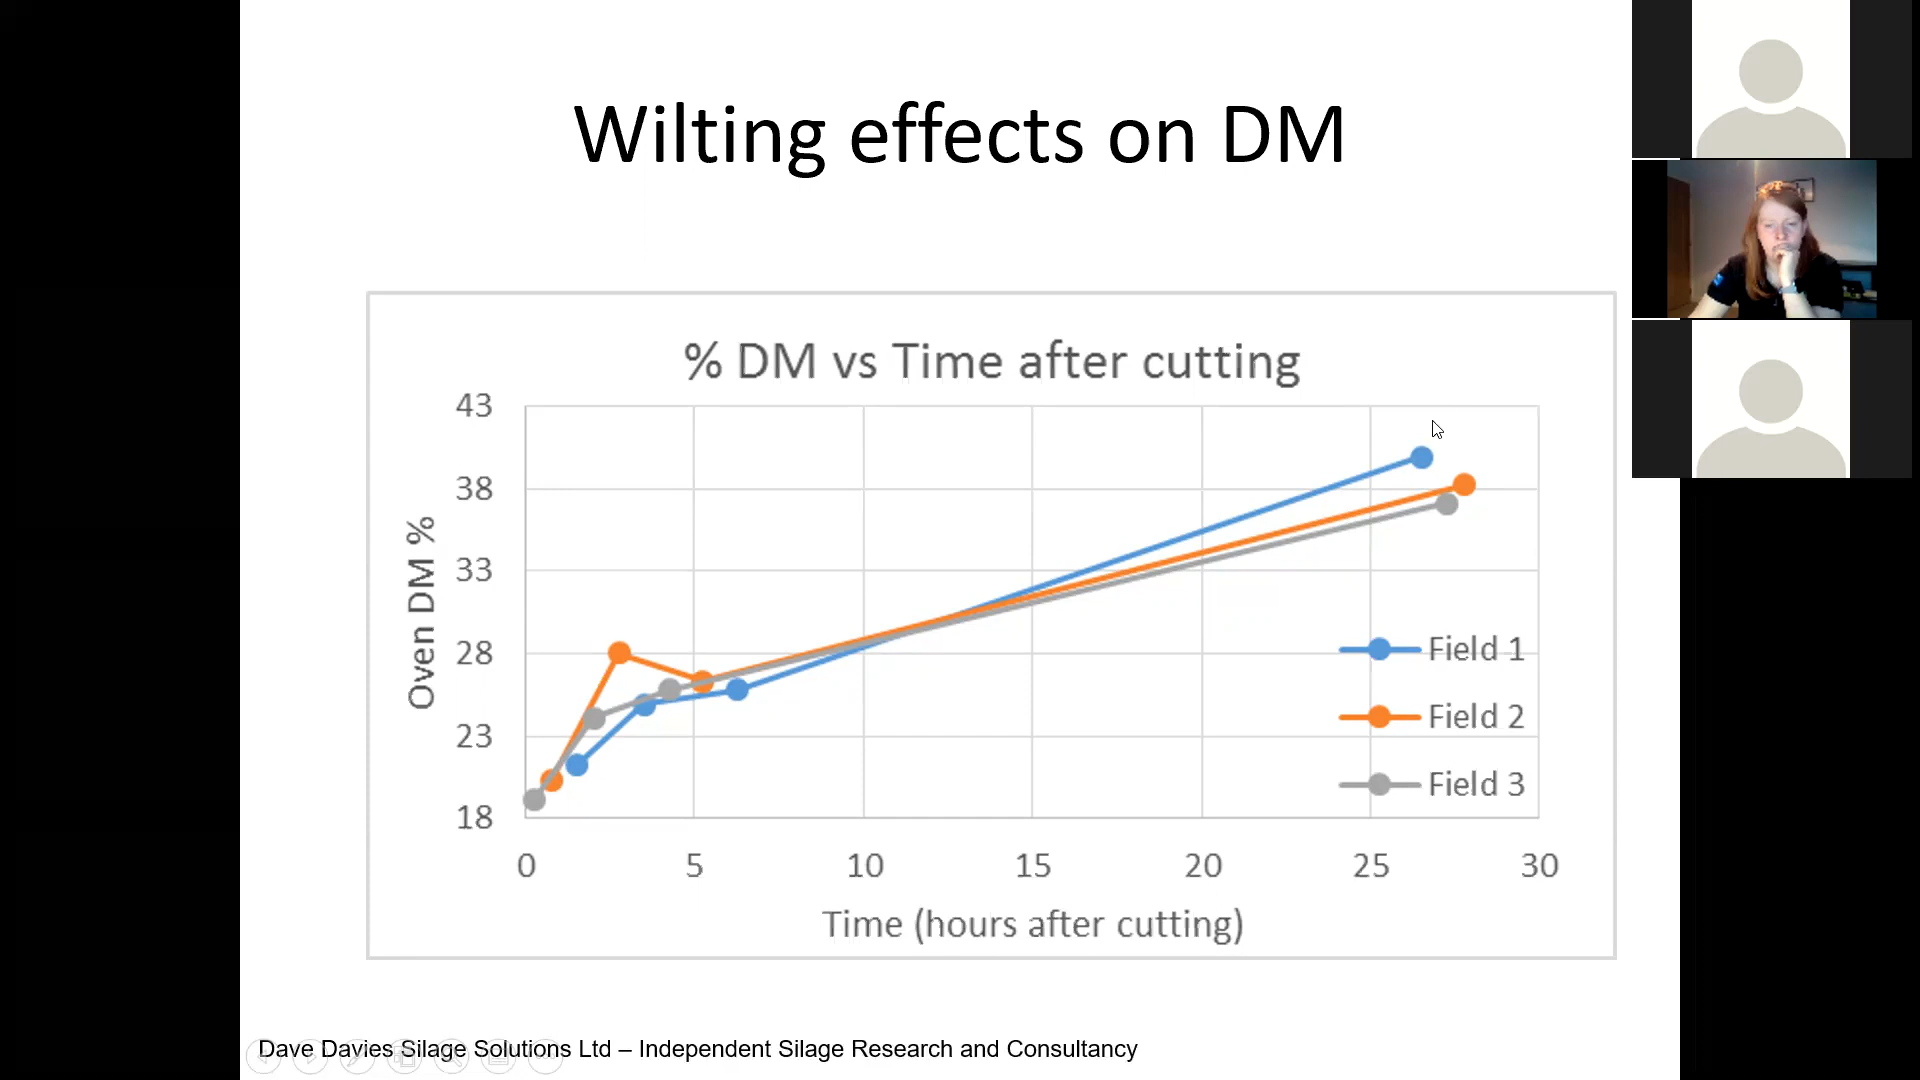 Wilting effects on DM
% DM vs Time after cutting
43
38
33
28
23
18
Oven DM %
0 5 10 15 20 25 30
Time (hours after cutting)
Field 1
Field 2
Field 3
Dave Davies Silage Solutions Ltd – Independent Silage Research and Consultancy